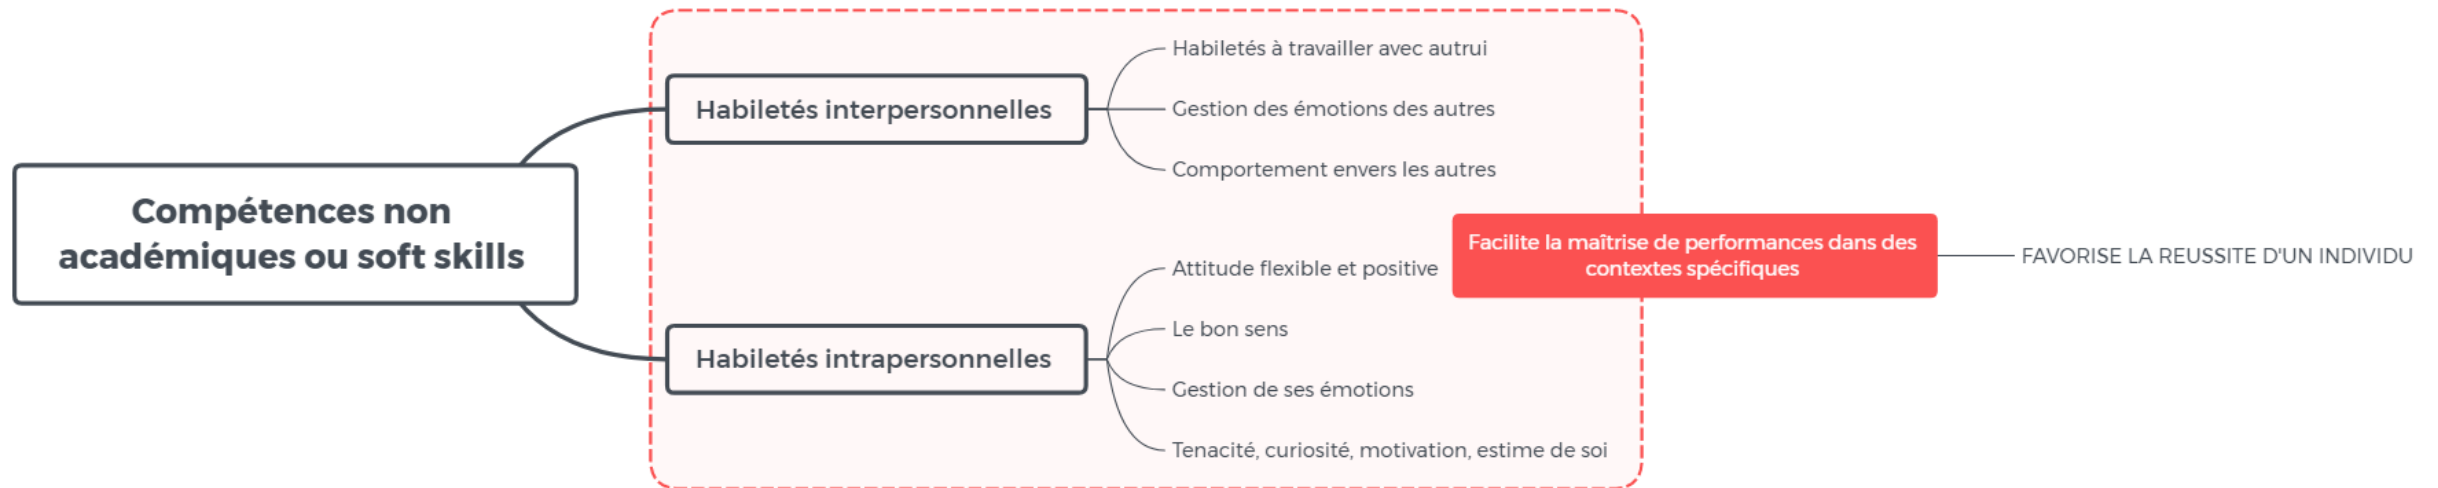 Compétences non
académiques ou soft skills
Habiletés interpersonnelles
Habiletés à travailler avec autrui
Gestion des émotions des autres
Comportement envers les autres
Habiletés intrapersonnelles
Attitude flexible et positive
Le bon sens
Gestion de ses émotions
Tenacité, curiosité, motivation, estime de soi
Facilite la maîtrise de performances dans des
contextes spécifiques
FAVORISE LA REUSSITE D'UN INDIVIDU